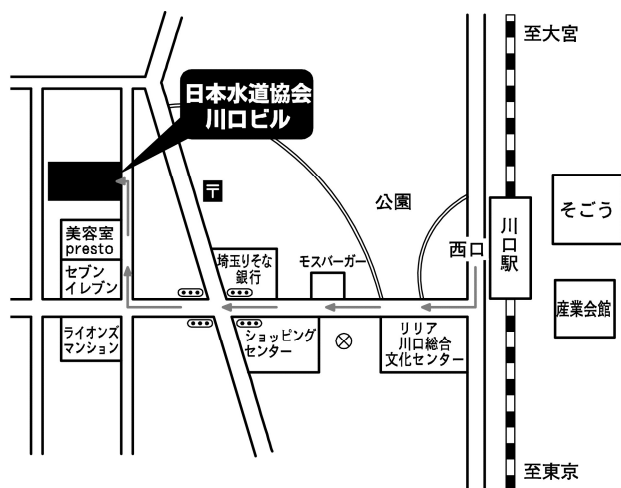 至大宮
日本水道協会
川口ビル
〒
公園
そごう
川口駅
西口
美容室
presto
埼玉りそな
銀行
モスバーガー
セブン
イレブン
産業会館
ライオンズ
マンション
ショッピング
センター
リリア
川口総合
文化センター
至東京